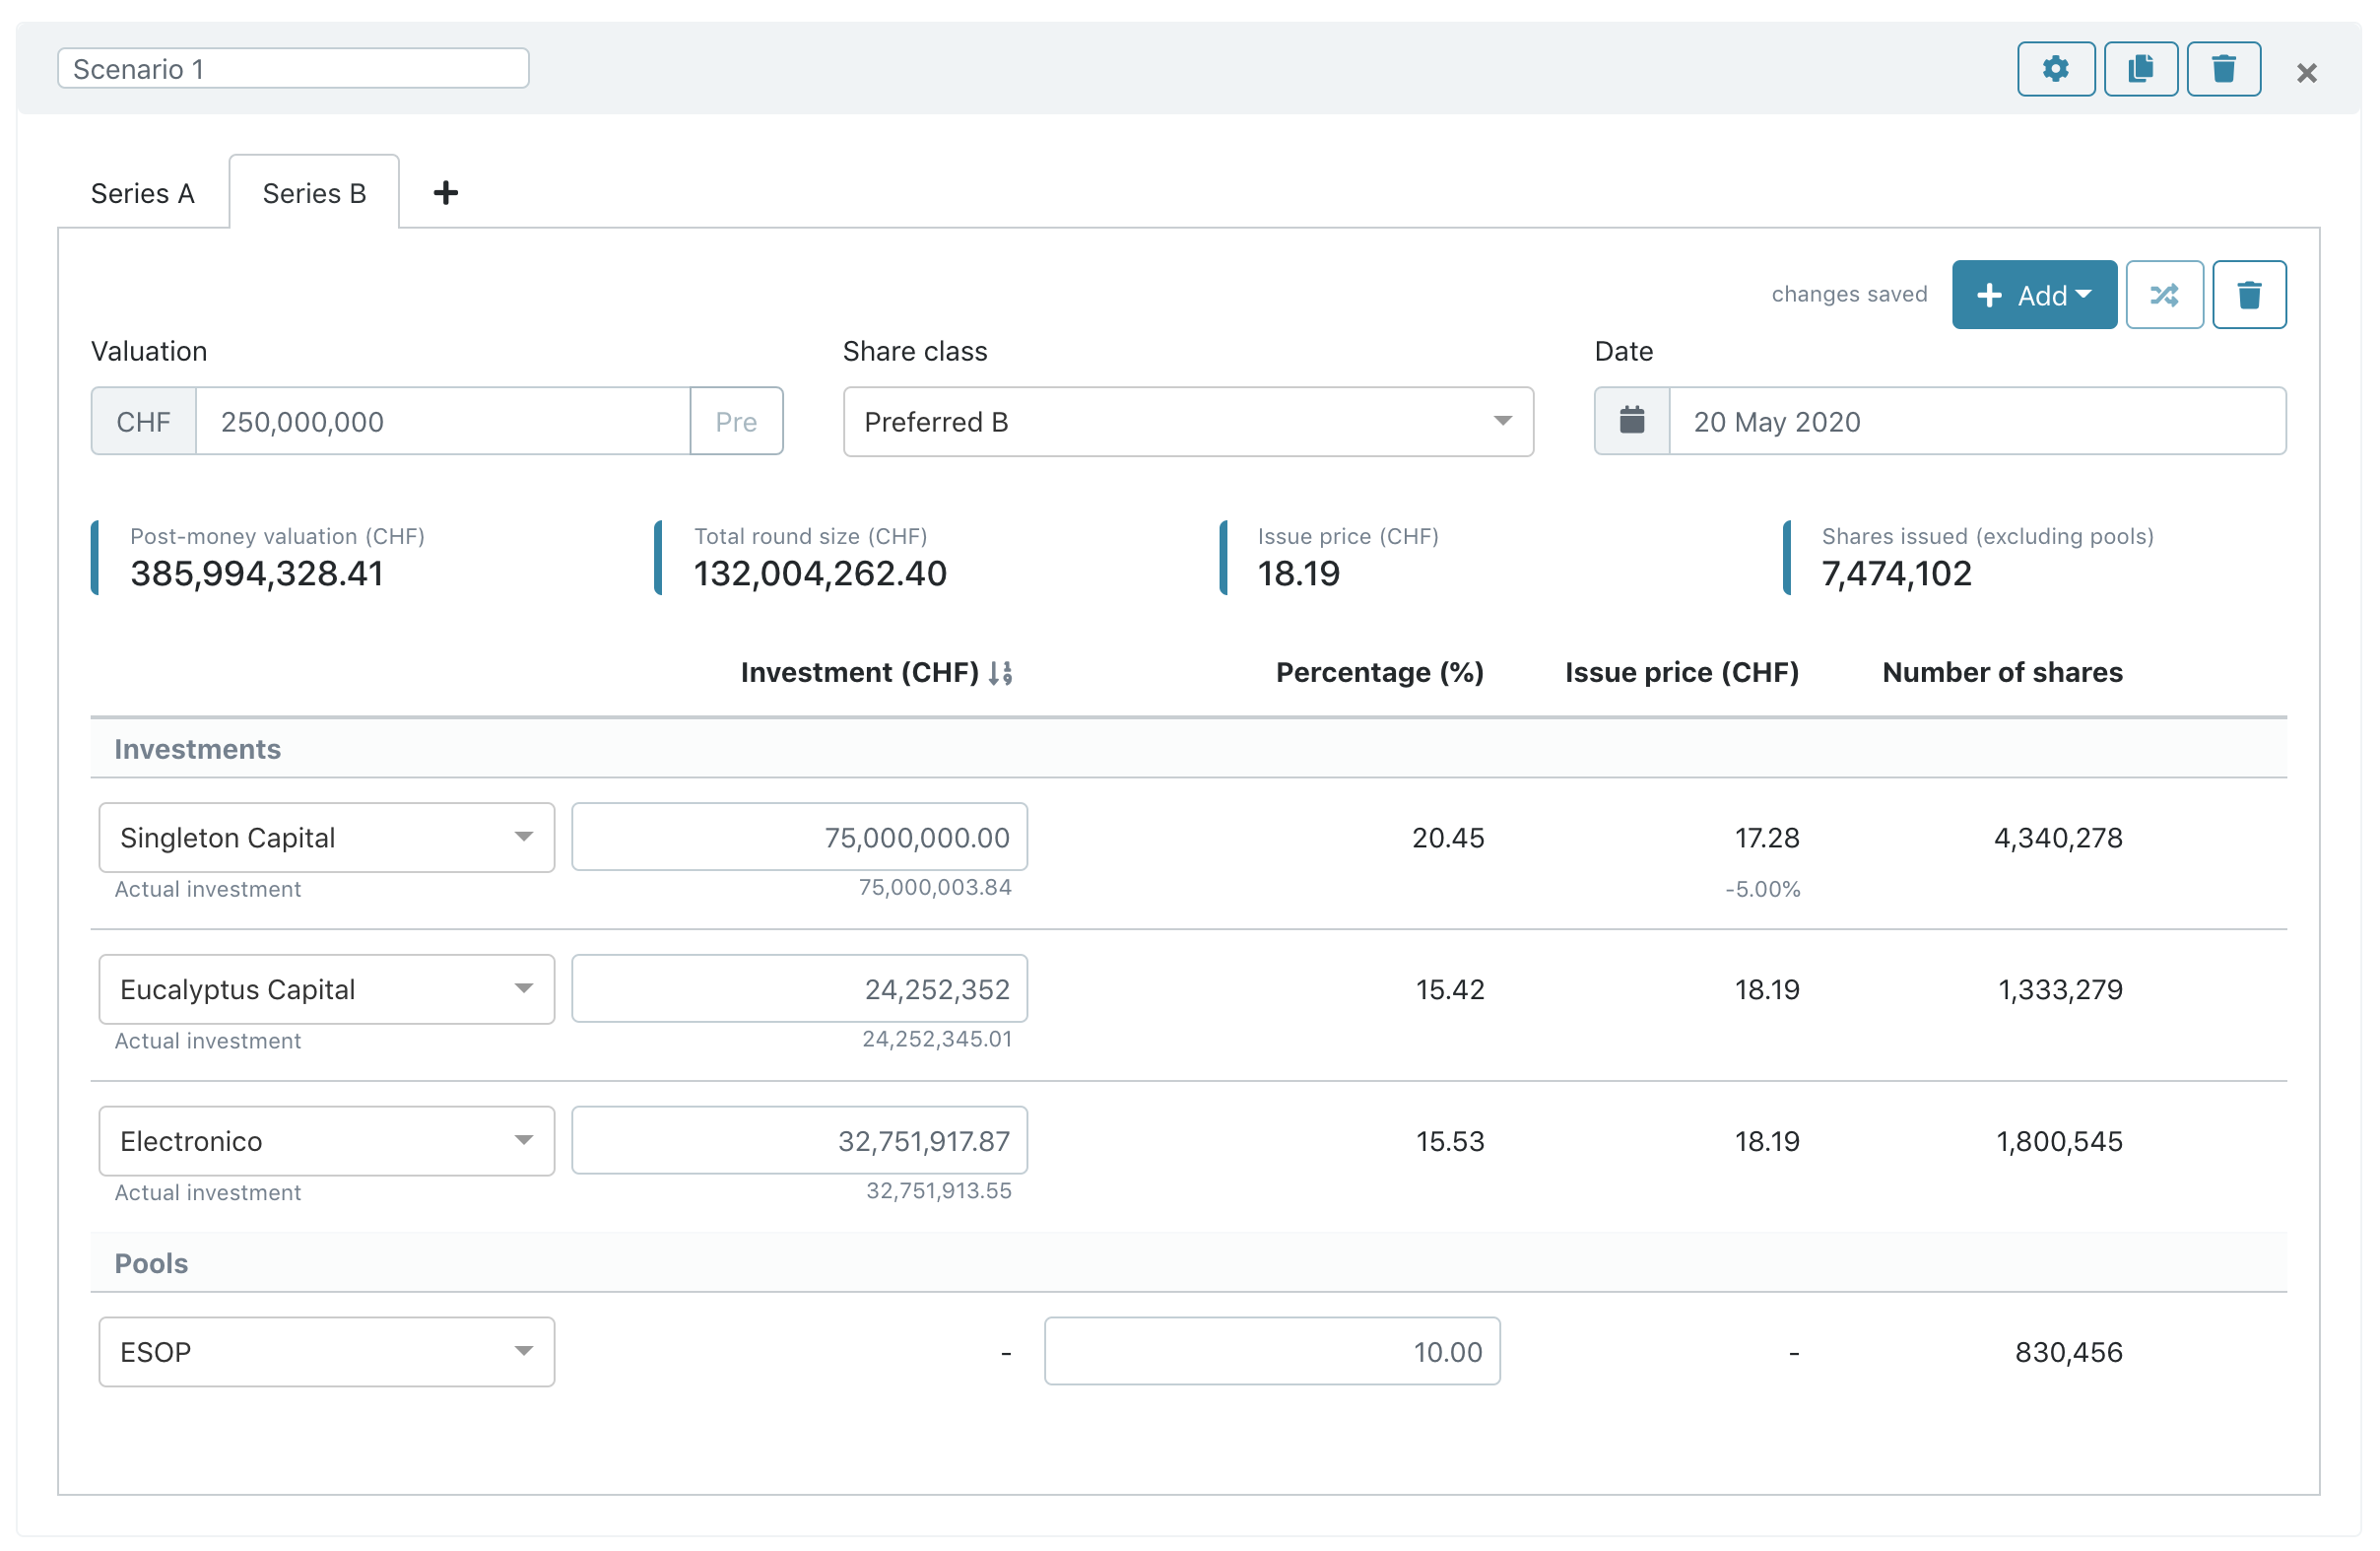 Scenario 1
Series A Series B
changes saved Add
Valuation Share class Date
CHF 250,000,000 Pre Preferred B 20 May 2020
Post-money valuation (CHF) Total round size (CHF) Issue price (CHF) Shares issued (excluding pools)
385,994,328.41 132,004,262.40 18.19 7,474,102
Investment (CHF) Percentage (%) Issue price (CHF) Number of shares
Investments
Singleton Capital 75,000,000.00 20.45 17.28 4,340,278
Actual investment 75,000,003.84 -5.00%
Eucalyptus Capital 24,252,352 15.42 18.19 1,333,279
Actual investment 24,252,345.01
Electronico 32,751,917.87 15.53 18.19 1,800,545
Actual investment 32,751,913.55
Pools
ESOP - 10.00 - 830,456